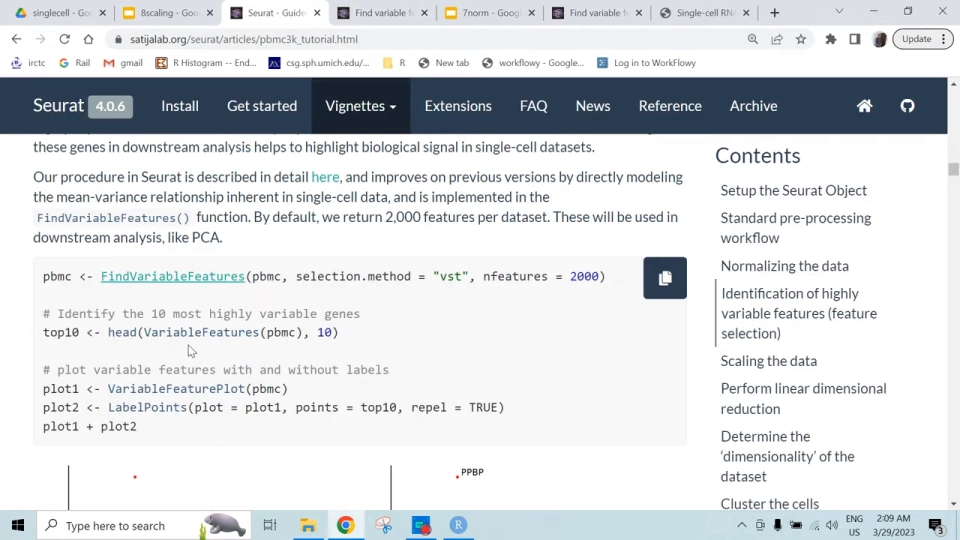 singlecell - Goo
8scaling - Goo
Seurat - Guide
Find variable fe
7norm - Google
Find variable fe
Single-cell RNA
satijalab.org/seurat/articles/pbmc3k_tutorial.html
Update
irctc
Rail
gmail
R Histogram -- End...
csg.sph.umich.edu/...
R
New tab
workflowy - Google...
Log in to WorkFlowy
Seurat 4.0.6 Install Get started Vignettes Extensions FAQ News Reference Archive
these genes in downstream analysis helps to highlight biological signal in single-cell datasets.
Our procedure in Seurat is described in detail here, and improves on previous versions by directly modeling
the mean-variance relationship inherent in single-cell data, and is implemented in the
FindVariableFeatures() function. By default, we return 2,000 features per dataset. These will be used in
downstream analysis, like PCA.
pbmc <- FindVariableFeatures(pbmc, selection.method = "vst", nfeatures = 2000)
# Identify the 10 most highly variable genes
top10 <- head(VariableFeatures(pbmc), 10)
# plot variable features with and without labels
plot1 <- VariableFeaturePlot(pbmc)
plot2 <- LabelPoints(plot = plot1, points = top10, repel = TRUE)
plot1 + plot2
PPBP
Contents
Setup the Seurat Object
Standard pre-processing
workflow
Normalizing the data
Identification of highly
variable features (feature
selection)
Scaling the data
Perform linear dimensional
reduction
Determine the
‘dimensionality’ of the
dataset
Cluster the cells
Type here to search
ENG
US
2:09 AM
3/29/2023
3